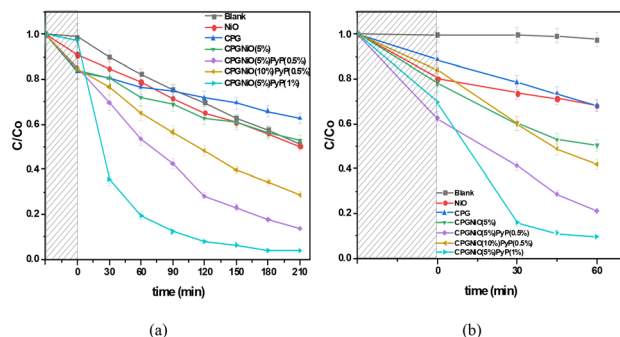 Blank
NiO
CPG
CPGNiO(5%)
CPGNiO(5%)PyP(0.5%)
CPGNiO(10%)PyP(0.5%)
CPGNiO(5%)PyP(1%)
C/Co
1.0
0.8
0.6
0.4
0.2
0.0
0 30 60 90 120 150 180 210
time (min)
(a)
C/Co
1.0
0.8
0.6
0.4
0.2
0.0
Blank
NiO
CPG
CPGNiO(5%)
CPGNiO(5%)PyP(0.5%)
CPGNiO(10%)PyP(0.5%)
CPGNiO(5%)PyP(1%)
0 30 60
time (min)
(b)